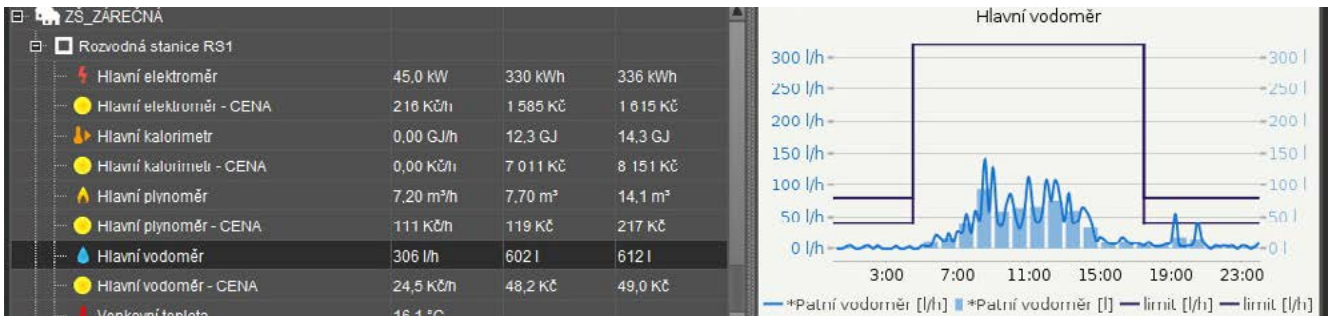 ZŠ_ZÁREČNÁ
Rozvodná stanice RS1
Hlavní elektroměr 45,0 kW 330 kWh 336 kWh
Hlavní elektroměr - CENA 216 Kč/h 1 585 Kč 1 615 Kč
Hlavní kalorimetr 0,00 GJ/h 12,3 GJ 14,3 GJ
Hlavní kalorimetr - CENA 0,00 Kč/h 7 011 Kč 8 151 Kč
Hlavní plynoměr 7,20 m³/h 7,70 m³ 14,1 m³
Hlavní plynoměr - CENA 111 Kč/h 119 Kč 217 Kč
Hlavní vodoměr 306 l/h 602 l 612 l
Hlavní vodoměr - CENA 24,5 Kč/h 48,2 Kč 49,0 Kč
Venkovní teplota 16,1 °C
Hlavní vodoměr
300 l/h 300 l
250 l/h 250 l
200 l/h 200 l
150 l/h 150 l
100 l/h 100 l
50 l/h 50 l
0 l/h 0 l
3:00 7:00 11:00 15:00 19:00 23:00
*Patní vodoměr [l/h] *Patní vodoměr [l] limit [l/h] limit [l/h]